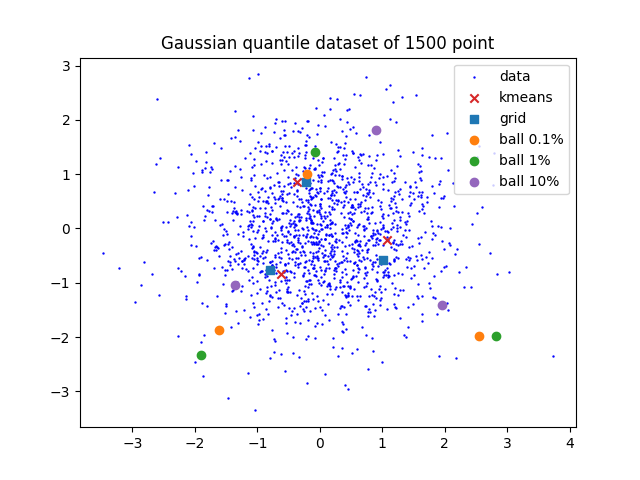 Gaussian quantile dataset of 1500 point
3
2
1
0
−1
−2
−3
−3
−2
−1
0
1
2
3
4
data
kmeans
grid
ball 0.1%
ball 1%
ball 10%